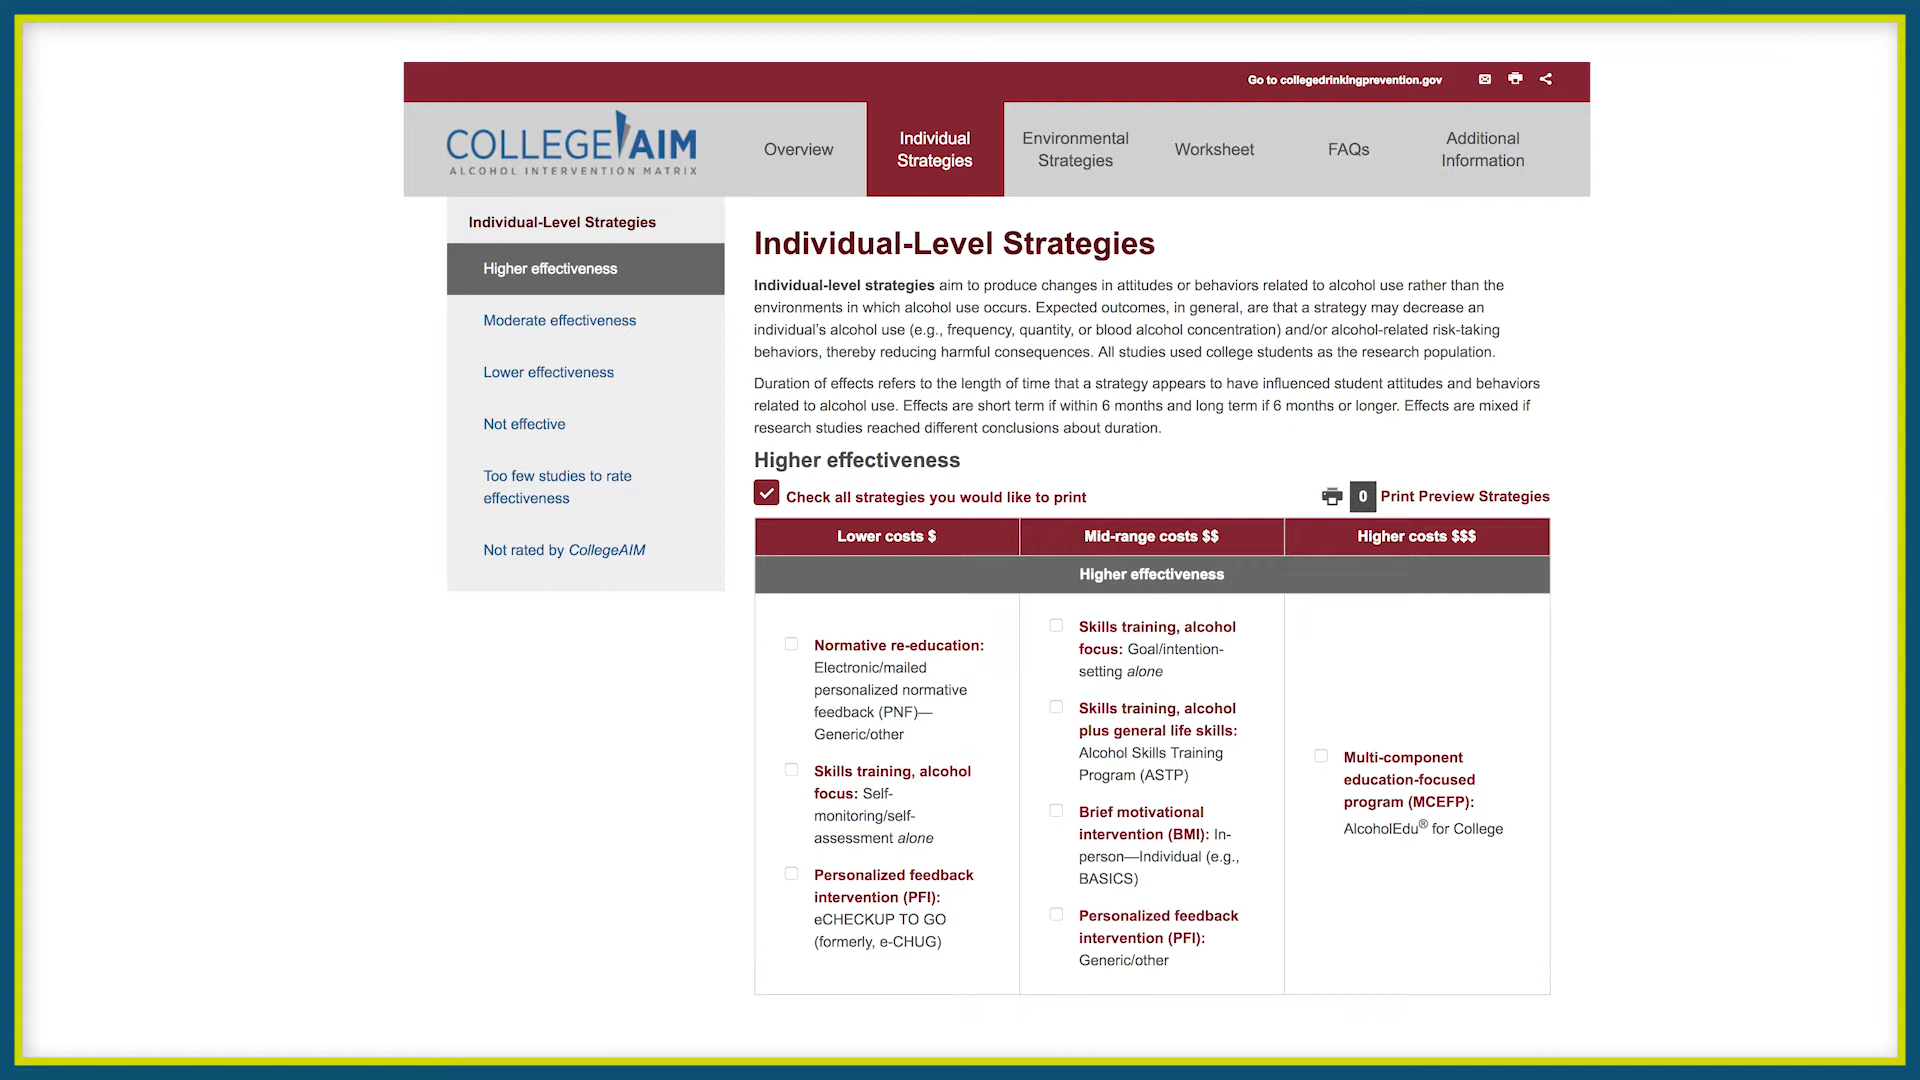 Go to collegedrinkingprevention.gov
COLLEGE AIM
ALCOHOL INTERVENTION MATRIX
Overview
Individual
Strategies
Environmental
Strategies
Worksheet
FAQs
Additional
Information
Individual-Level Strategies
Higher effectiveness
Moderate effectiveness
Lower effectiveness
Not effective
Too few studies to rate
effectiveness
Not rated by CollegeAIM
Individual-Level Strategies
Individual-level strategies aim to produce changes in attitudes or behaviors related to alcohol use rather than the
environments in which alcohol use occurs. Expected outcomes, in general, are that a strategy may decrease an
individual's alcohol use (e.g., frequency, quantity, or blood alcohol concentration) and/or alcohol-related risk-taking
behaviors, thereby reducing harmful consequences. All studies used college students as the research population.
Duration of effects refers to the length of time that a strategy appears to have influenced student attitudes and behaviors
related to alcohol use. Effects are short term if within 6 months and long term if 6 months or longer. Effects are mixed if
research studies reached different conclusions about duration.
Higher effectiveness
Check all strategies you would like to print
0 Print Preview Strategies
Lower costs $
Mid-range costs $$
Higher costs $$$
Higher effectiveness
Normative re-education:
Electronic/mailed
personalized normative
feedback (PNF)—
Generic/other
Skills training, alcohol
focus: Self-
monitoring/self-
assessment alone
Personalized feedback
intervention (PFI):
eCHECKUP TO GO
(formerly, e-CHUG)
Skills training, alcohol
focus: Goal/intention-
setting alone
Skills training, alcohol
plus general life skills:
Alcohol Skills Training
Program (ASTP)
Brief motivational
intervention (BMI): In-
person—Individual (e.g.,
BASICS)
Personalized feedback
intervention (PFI):
Generic/other
Multi-component
education-focused
program (MCEFP):
AlcoholEdu® for College